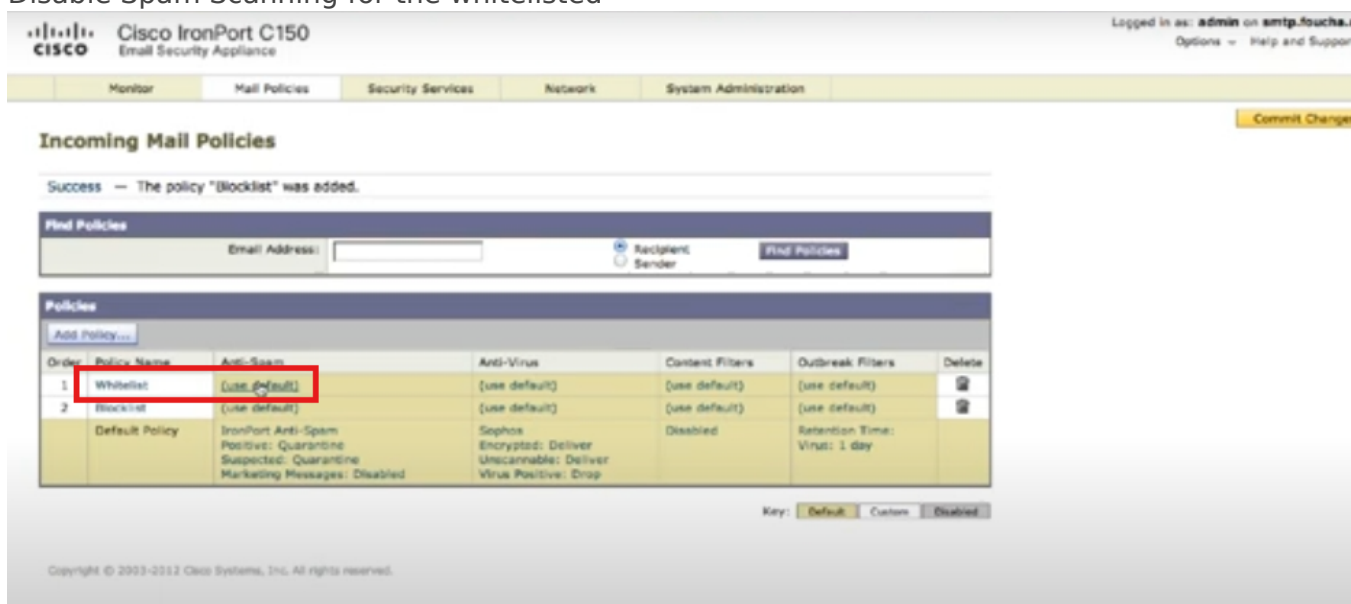 Disable Spam Scanning for the whitelisted
CISCO
Cisco IronPort C150
Email Security Appliance
Logged in as: admin on smtp.foucha.
Options Help and Suppor
Monitor Mail Policies Security Services Network System Administration
Commit Change
Incoming Mail Policies
Success — The policy "Blocklist" was added.
Find Policies
Email Address: Recipient Find Policies
Sender
Policies
Add Policy...
Order Policy Name Anti-Spam Anti-Virus Content Filters Outbreak Filters Delete
1 Whitelist (use default) (use default) (use default) (use default)
2 Blocklist (use default) (use default) (use default) (use default)
Default Policy IronPort Anti-Spam Sophos Disabled Retention Time:
Positive: Quarantine Encrypted: Deliver Virus: 1 day
Suspected: Quarantine Unscannable: Deliver
Marketing Messages: Disabled Virus Positive: Drop
Key: Default Custom Disabled
Copyright © 2003-2012 Cisco Systems, Inc. All rights reserved.